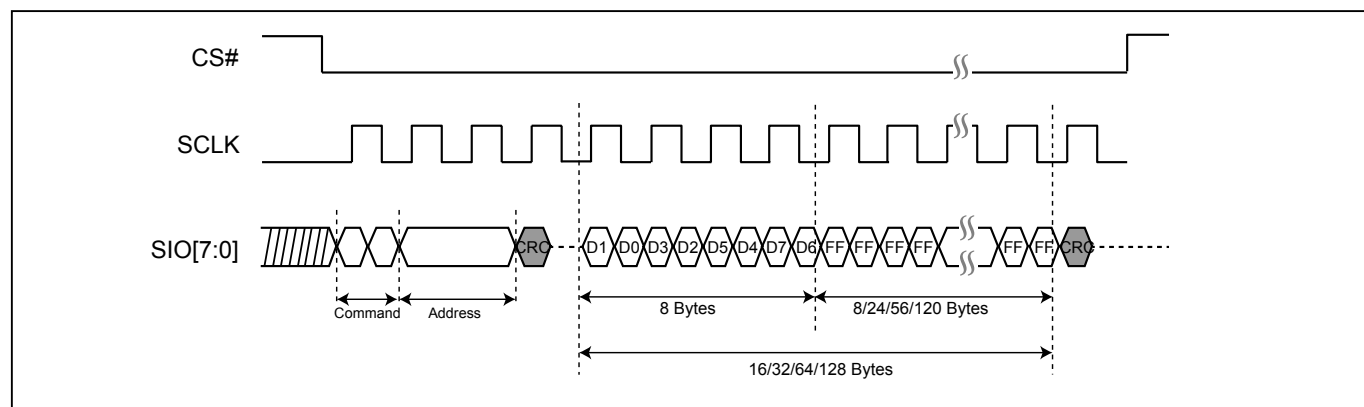 CS#
SCLK
SIO[7:0]
CRC D1 D0 D3 D2 D5 D4 D7 D6 FF FF FF FF FF FF CRC
Command Address 8 Bytes 8/24/56/120 Bytes
16/32/64/128 Bytes